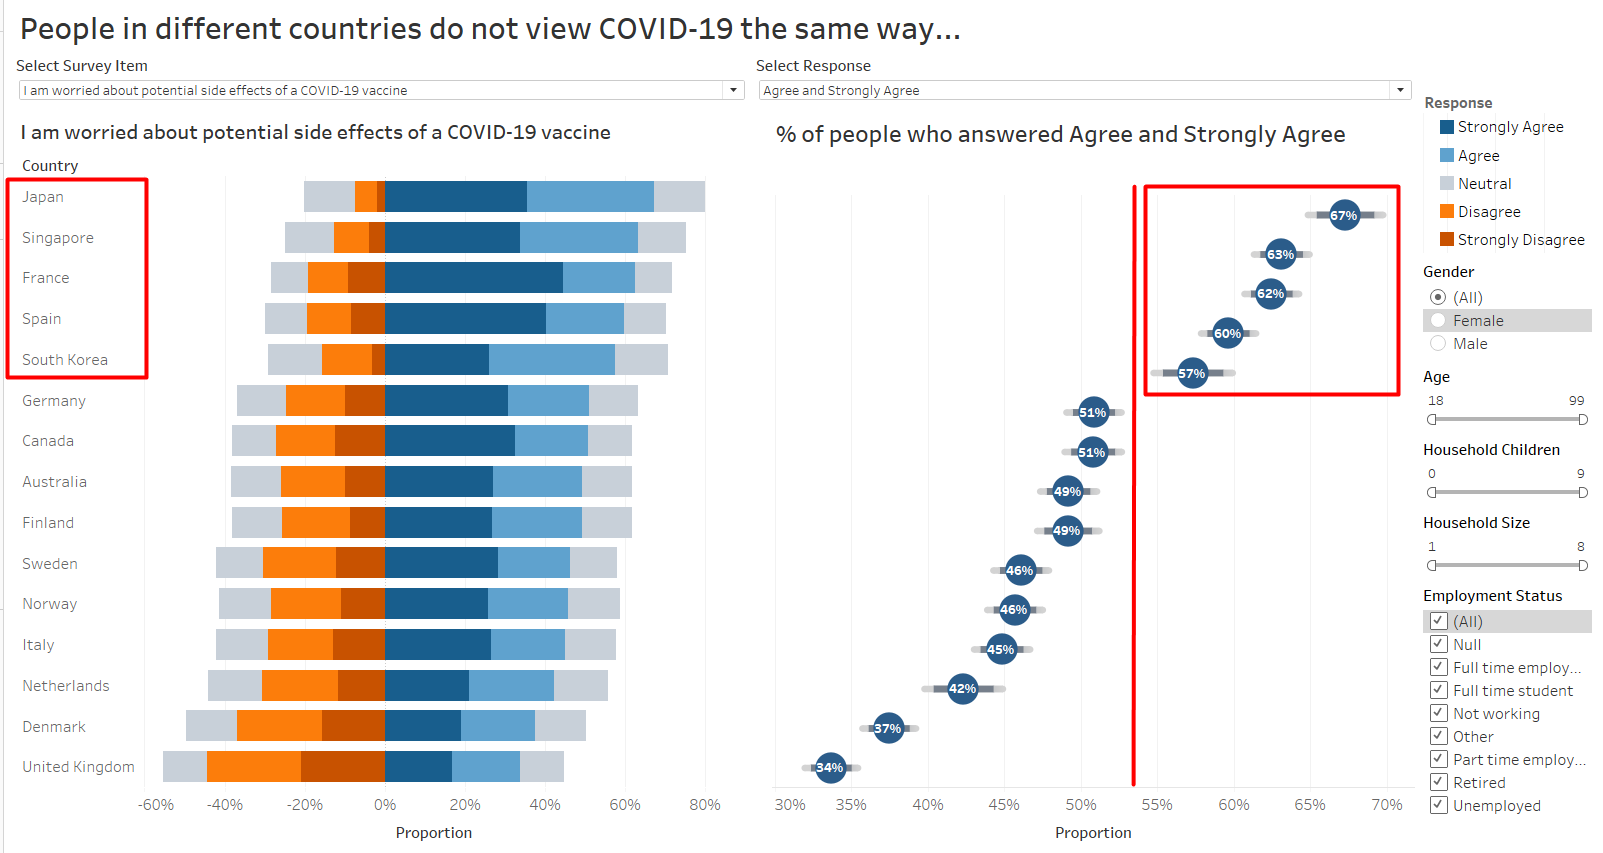 People in different countries do not view COVID-19 the same way...
Select Survey Item
I am worried about potential side effects of a COVID-19 vaccine
Select Response
Agree and Strongly Agree
I am worried about potential side effects of a COVID-19 vaccine
Country
Japan
Singapore
France
Spain
South Korea
Germany
Canada
Australia
Finland
Sweden
Norway
Italy
Netherlands
Denmark
United Kingdom
-60% -40% -20% 0% 20% 40% 60% 80%
Proportion
% of people who answered Agree and Strongly Agree
67%
63%
62%
60%
57%
51%
51%
49%
49%
46%
46%
45%
42%
37%
34%
30% 35% 40% 45% 50% 55% 60% 65% 70%
Proportion
Response
Strongly Agree
Agree
Neutral
Disagree
Strongly Disagree
Gender
(All)
Female
Male
Age
18 99
Household Children
0 9
Household Size
1 8
Employment Status
(All)
Null
Full time employ...
Full time student
Not working
Other
Part time employ...
Retired
Unemployed